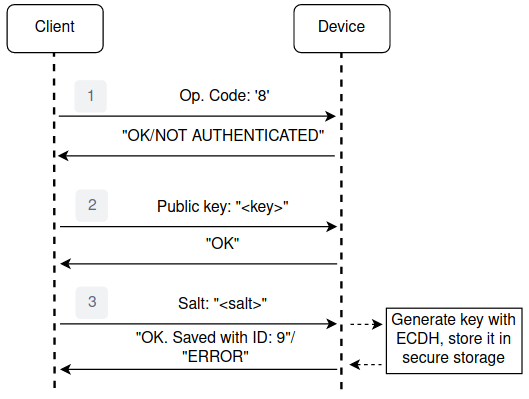 Client
Device
1
Op. Code: '8'
"OK/NOT AUTHENTICATED"
2
Public key: "<key>"
"OK"
3
Salt: "<salt>"
"OK. Saved with ID: 9"/
"ERROR"
Generate key with
ECDH, store it in
secure storage